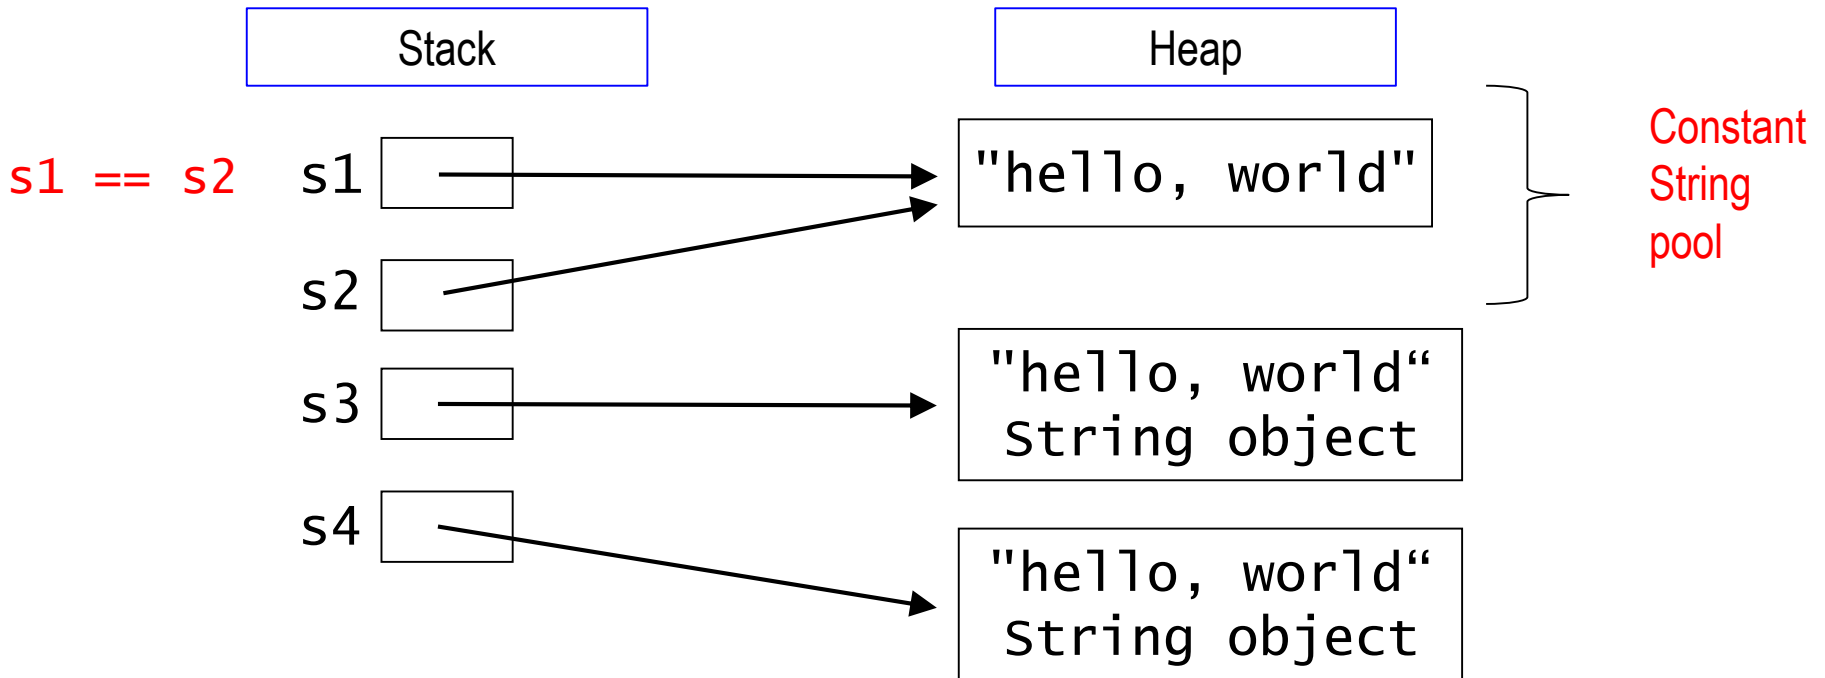 Stack
Heap
s1 == s2
s1
"hello, world"
Constant
String
pool
s2
s3
"hello, world“
String object
s4
"hello, world“
String object